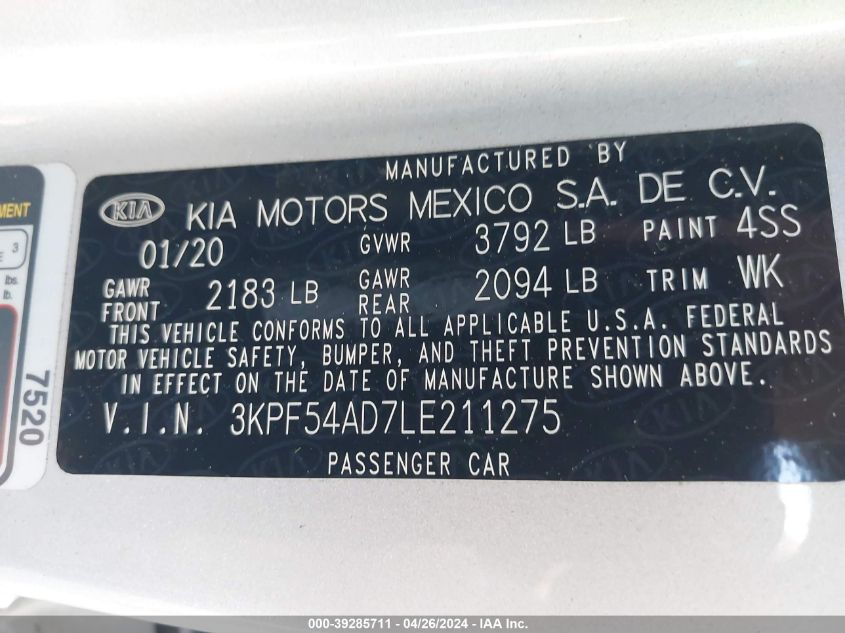 MANUFACTURED BY
KIA KIA MOTORS MEXICO S.A. DE C.V.
01/20 GVWR 3792 LB PAINT 4SS
GAWR FRONT 2183 LB GAWR REAR 2094 LB TRIM WK
THIS VEHICLE CONFORMS TO ALL APPLICABLE U.S.A. FEDERAL
MOTOR VEHICLE SAFETY, BUMPER, AND THEFT PREVENTION STANDARDS
IN EFFECT ON THE DATE OF MANUFACTURE SHOWN ABOVE.
V.I.N. 3KPF54AD7LE211275
PASSENGER CAR
3
lbs.
lb.
7520
000-39285711 - 04/26/2024 - IAA Inc.